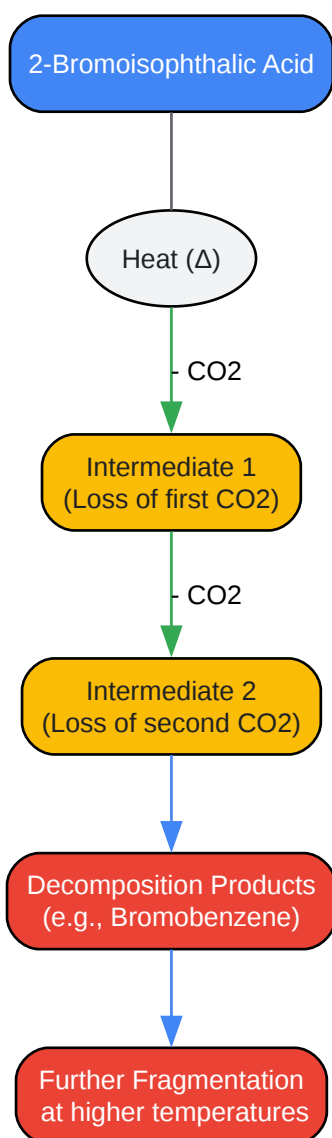 2-Bromoisophthalic Acid
Heat (Δ)
- CO2
Intermediate 1
(Loss of first CO2)
- CO2
Intermediate 2
(Loss of second CO2)
Decomposition Products
(e.g., Bromobenzene)
Further Fragmentation
at higher temperatures